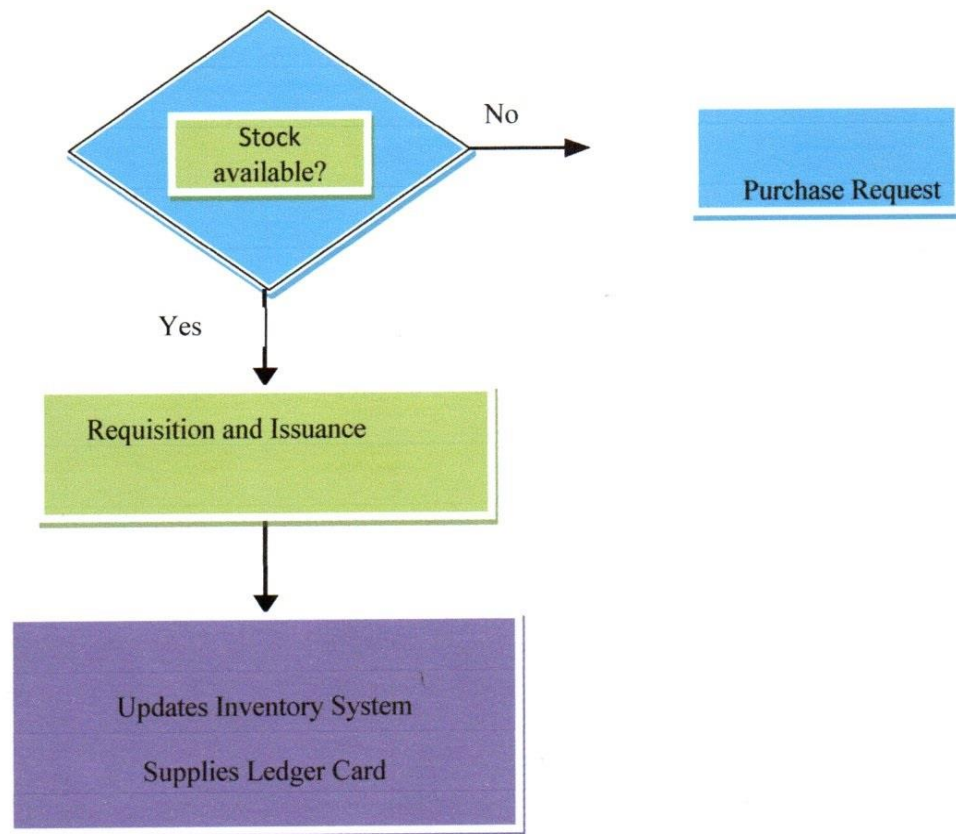 Stock
available?
No
Purchase Request
Yes
Requisition and Issuance
Updates Inventory System
Supplies Ledger Card